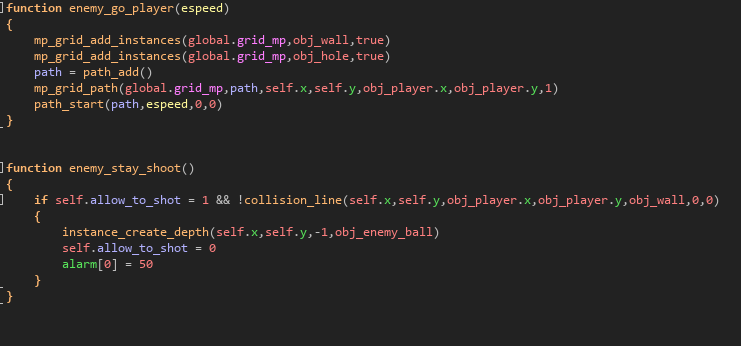 function enemy_go_player(espeed)
{
mp_grid_add_instances(global.grid_mp,obj_wall,true)
mp_grid_add_instances(global.grid_mp,obj_hole,true)
path = path_add()
mp_grid_path(global.grid_mp,path,self.x,self.y,obj_player.x,obj_player.y,1)
path_start(path,espeed,0,0)
}
function enemy_stay_shoot()
{
if self.allow_to_shot = 1 && !collision_line(self.x,self.y,obj_player.x,obj_player.y,obj_wall,0,0)
{
instance_create_depth(self.x,self.y,-1,obj_enemy_ball)
self.allow_to_shot = 0
alarm[0] = 50
}
}